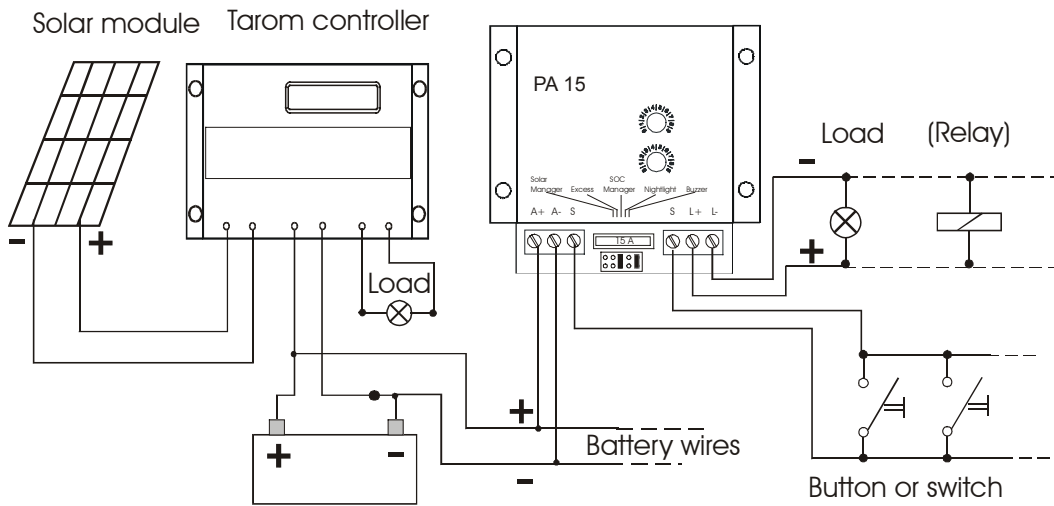 Solar module
Tarom controller
PA 15
Solar
Manager
Excess
SOC
Manager
Nightlight
Buzzer
A+ A- S
S L+ L-
15 A
Load
(Relay)
-
+
- +
Load
+
+ -
Battery wires
-
Button or switch